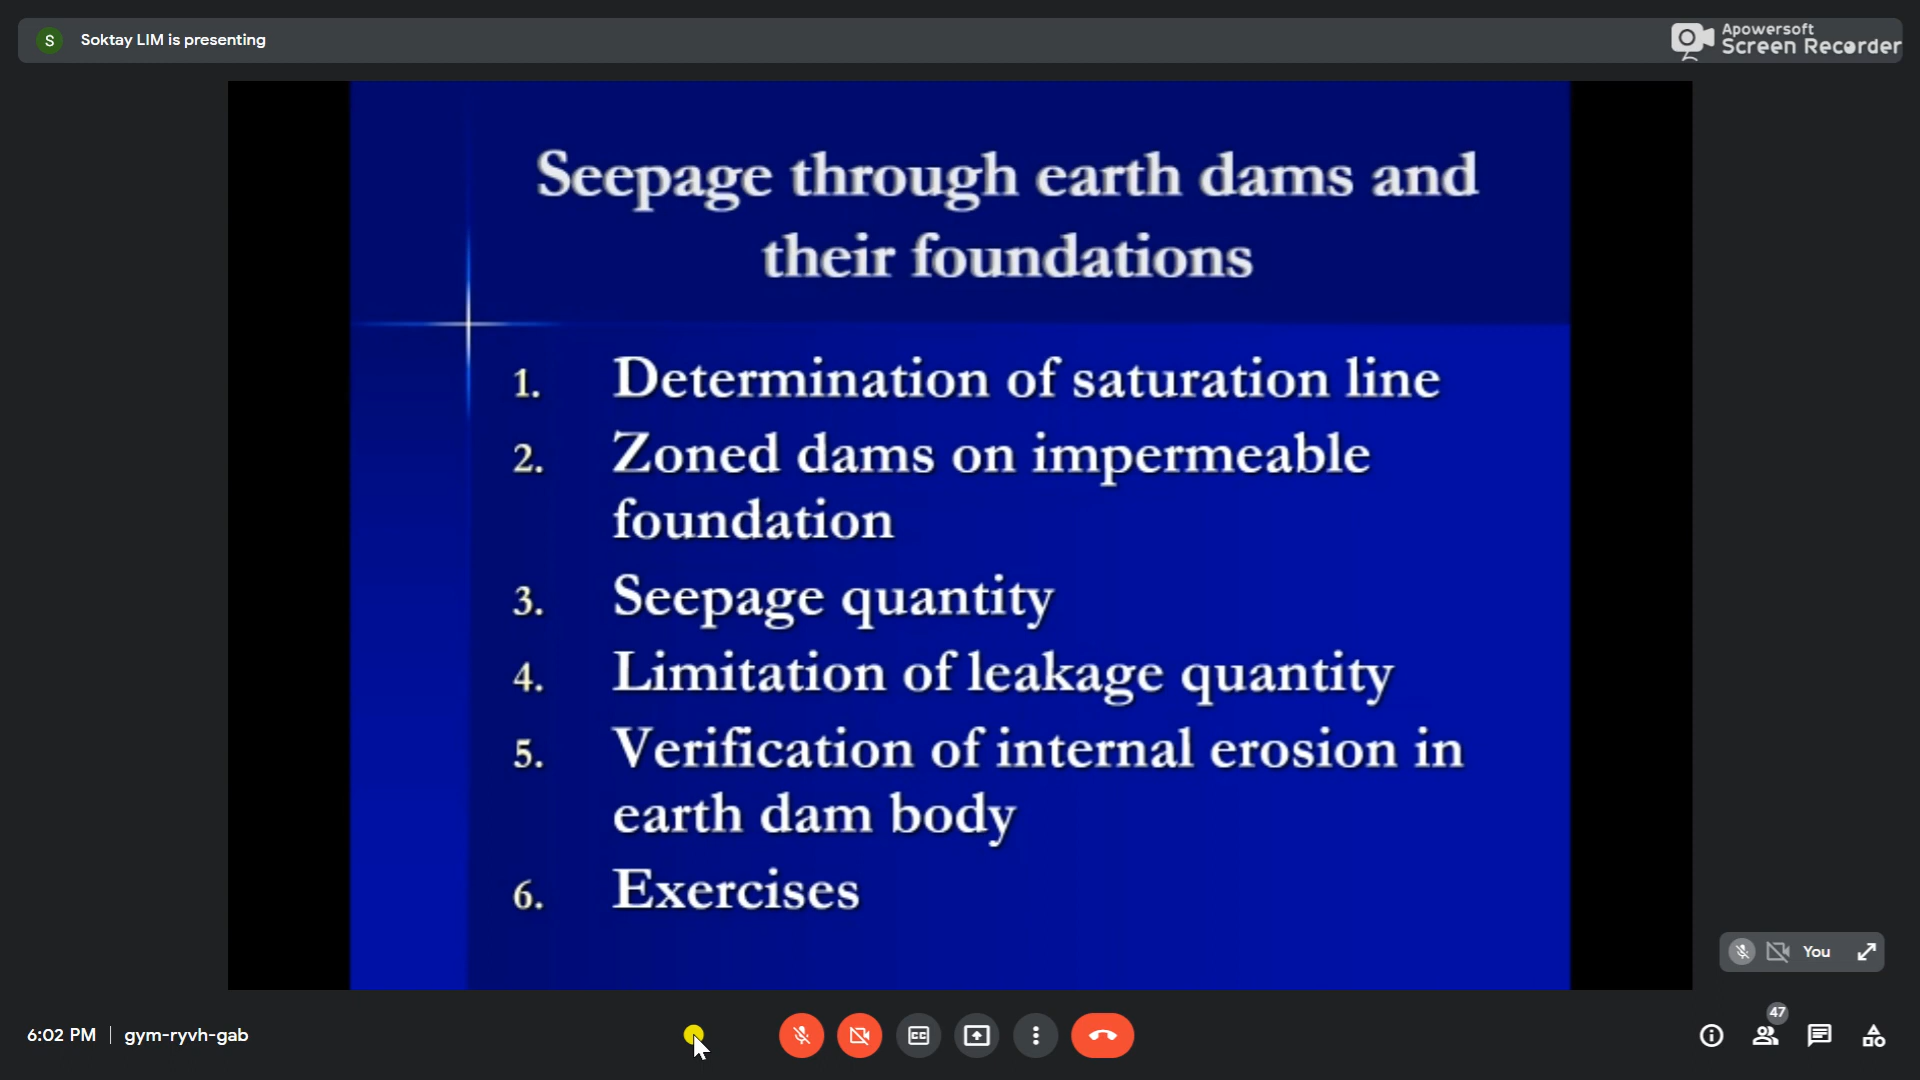 S Soktay LIM is presenting
Apowersoft
Screen Recorder
Seepage through earth dams and
their foundations
1. Determination of saturation line
2. Zoned dams on impermeable
foundation
3. Seepage quantity
4. Limitation of leakage quantity
5. Verification of internal erosion in
earth dam body
6. Exercises
You
6:02 PM | gym-ryvh-gab
CC
47